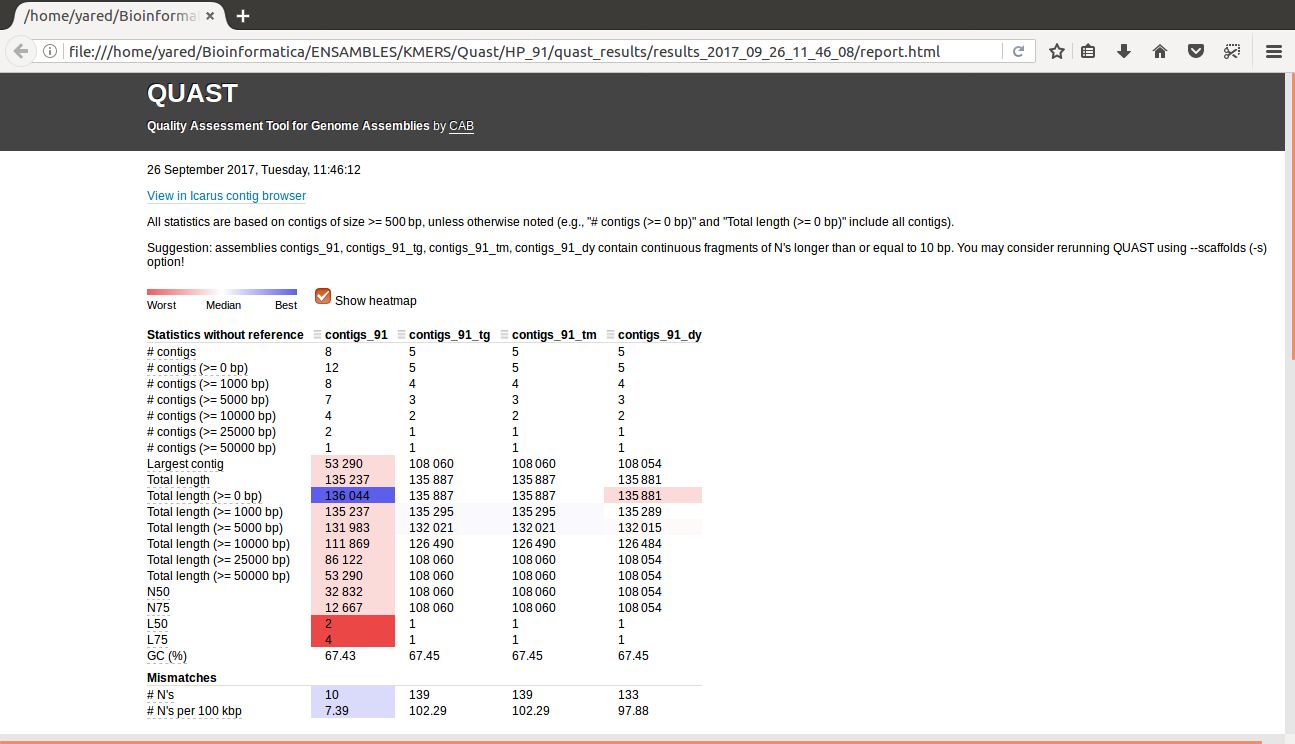 /home/yared/Bioinforma
file:///home/yared/Bioinformatica/ENSAMBLES/KMERS/Quast/HP_91/quast_results/results_2017_09_26_11_46_08/report.html
QUAST
Quality Assessment Tool for Genome Assemblies by CAB
26 September 2017, Tuesday, 11:46:12
View in Icarus contig browser
All statistics are based on contigs of size >= 500 bp, unless otherwise noted (e.g., "# contigs (>= 0 bp)" and "Total length (>= 0 bp)" include all contigs).
Suggestion: assemblies contigs_91, contigs_91_tg, contigs_91_tm, contigs_91_dy contain continuous fragments of N's longer than or equal to 10 bp. You may consider rerunning QUAST using --scaffolds (-s)
option!
Worst Median Best Show heatmap
Statistics without reference contigs_91 contigs_91_tg contigs_91_tm contigs_91_dy
# contigs 8 5 5 5
# contigs (>= 0 bp) 12 5 5 5
# contigs (>= 1000 bp) 8 4 4 4
# contigs (>= 5000 bp) 7 3 3 3
# contigs (>= 10000 bp) 4 2 2 2
# contigs (>= 25000 bp) 2 1 1 1
# contigs (>= 50000 bp) 1 1 1 1
Largest contig 53 290 108 060 108 060 108 054
Total length 135 237 135 887 135 887 135 881
Total length (>= 0 bp) 136 044 135 887 135 887 135 881
Total length (>= 1000 bp) 135 237 135 295 135 295 135 289
Total length (>= 5000 bp) 131 983 132 021 132 021 132 015
Total length (>= 10000 bp) 111 869 126 490 126 490 126 484
Total length (>= 25000 bp) 86 122 108 060 108 060 108 054
Total length (>= 50000 bp) 53 290 108 060 108 060 108 054
N50 32 832 108 060 108 060 108 054
N75 12 667 108 060 108 060 108 054
L50 2 1 1 1
L75 4 1 1 1
GC (%) 67.43 67.45 67.45 67.45
Mismatches
# N's 10 139 139 133
# N's per 100 kbp 7.39 102.29 102.29 97.88